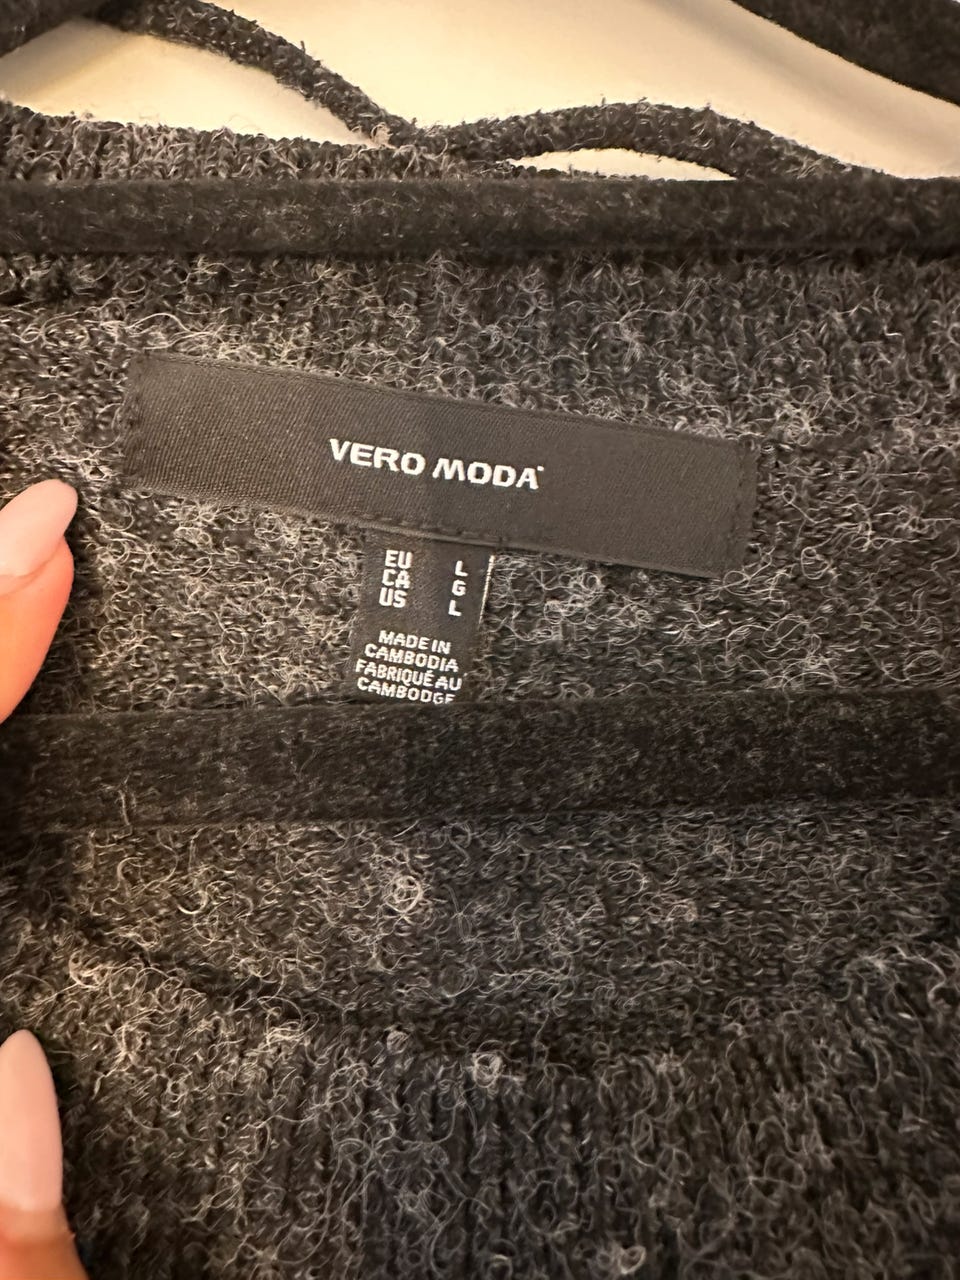 VERO MODA
EU L
CA G
US L
MADE IN
CAMBODIA
FABRIQUÉ AU
CAMBODGE